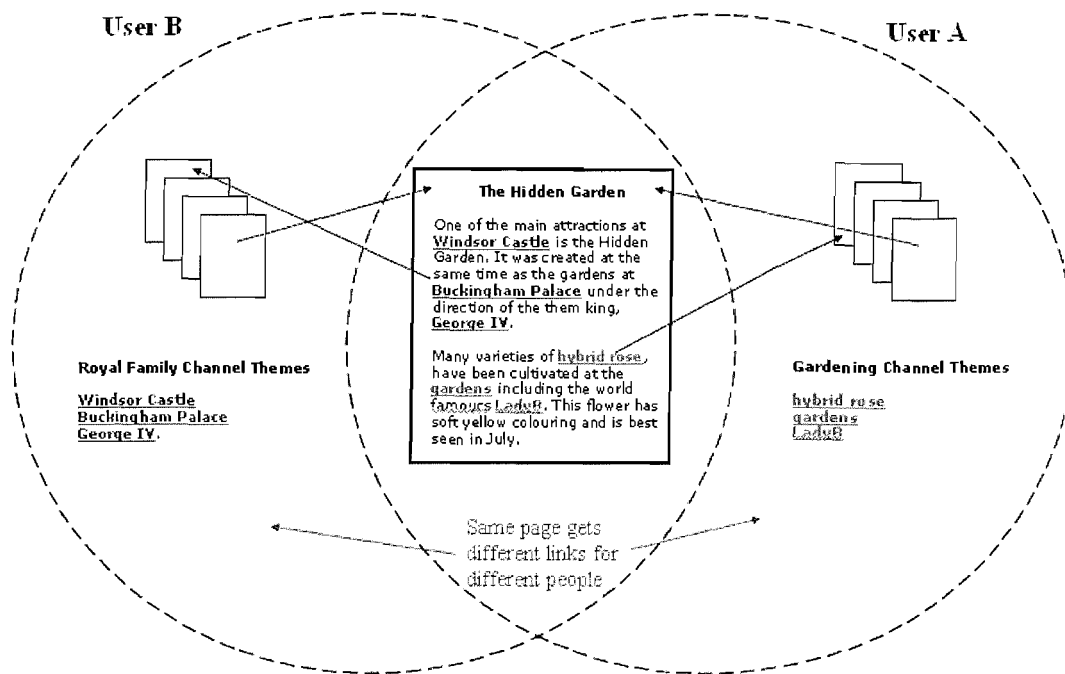 User B
User A
The Hidden Garden
One of the main attractions at
Windsor Castle is the Hidden
Garden. It was created at the
same time as the gardens at
Buckingham Palace under the
direction of the them king,
George IV.
Many varieties of hybrid rose,
have been cultivated at the
gardens including the world
famours LadyB. This flower has
soft yellow colouring and is best
seen in July.
Royal Family Channel Themes
Windsor Castle
Buckingham Palace
George IV.
Gardening Channel Themes
hybrid rose
gardens
LadyB
Same page gets
different links for
different people